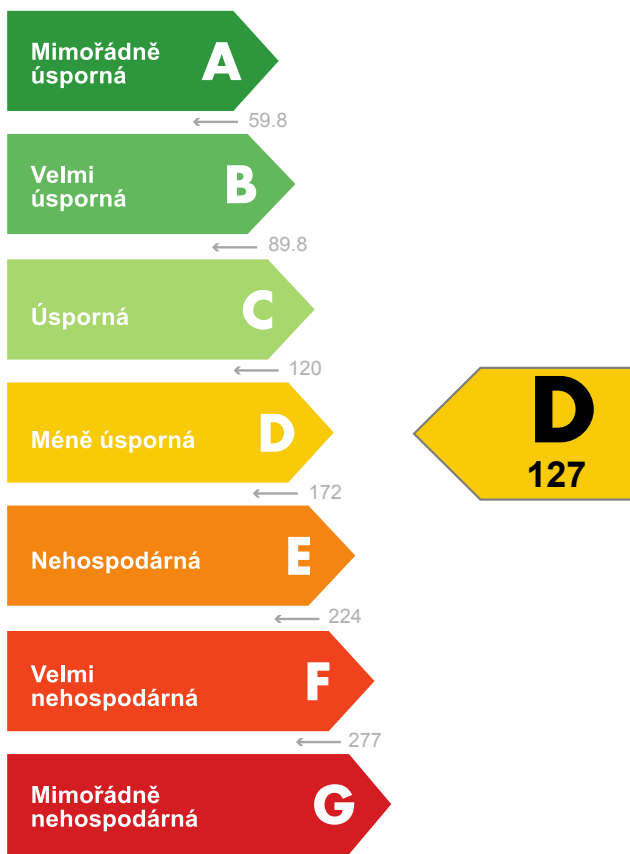 Mimořádně
úsporná
A
59.8
Velmi
úsporná
B
89.8
Úsporná
C
120
Méně úsporná
D
172
D
127
Nehospodárná
E
224
Velmi
nehospodárná
F
277
Mimořádně
nehospodárná
G